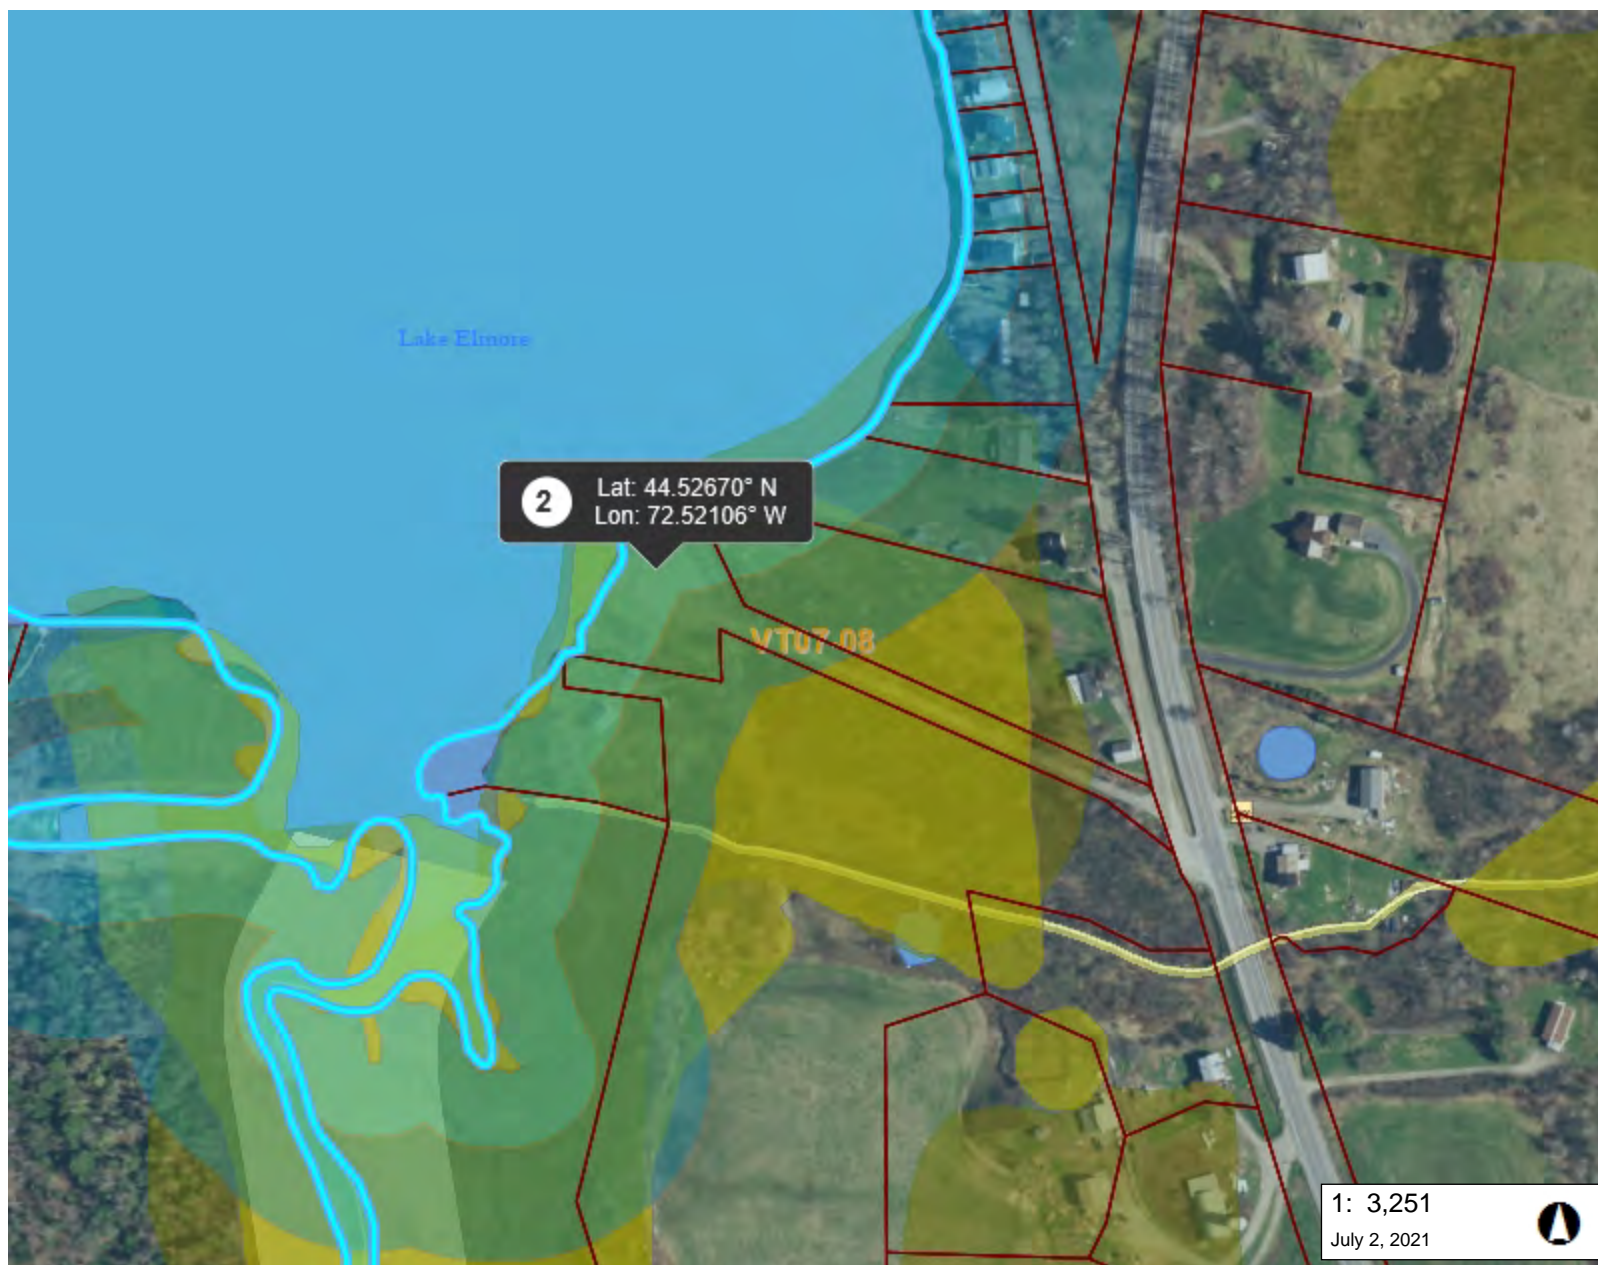 Lake Elmore
2
Lat: 44.52670° N
Lon: 72.52106° W
VT07-08
1: 3,251
July 2, 2021